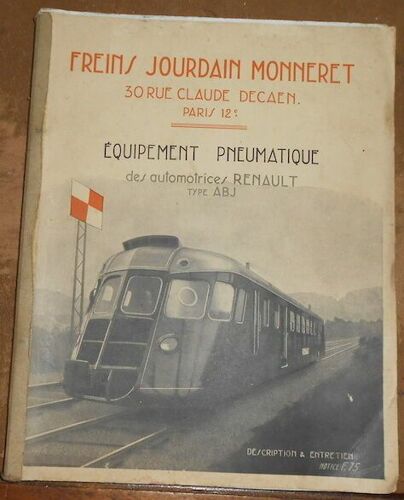 FREINS JOURDAIN MONNERET
30 RUE CLAUDE DECAEN.
PARIS 12e.
ÉQUIPEMENT PNEUMATIQUE
des automotrices RENAULT
TYPE ABJ
DESCRIPTION & ENTRETIEN
NOTICE F. 75